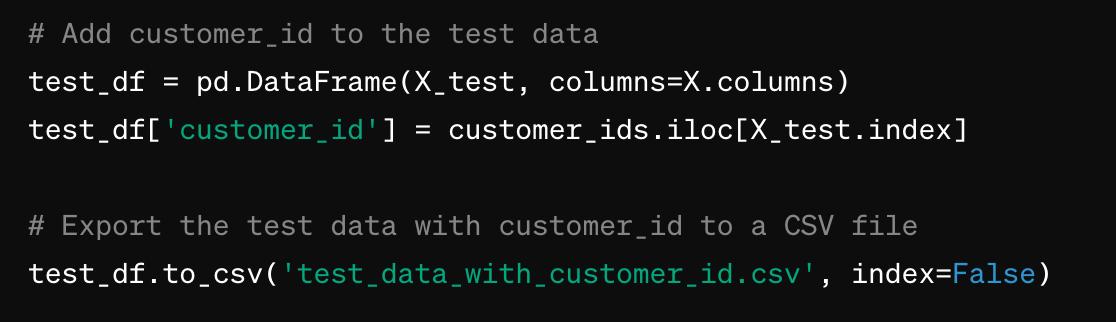 # Add customer_id to the test data
test_df = pd.DataFrame(X_test, columns=X.columns)
test_df['customer_id'] = customer_ids.iloc[X_test.index]
# Export the test data with customer_id to a CSV file
test_df.to_csv('test_data_with_customer_id.csv', index=False)